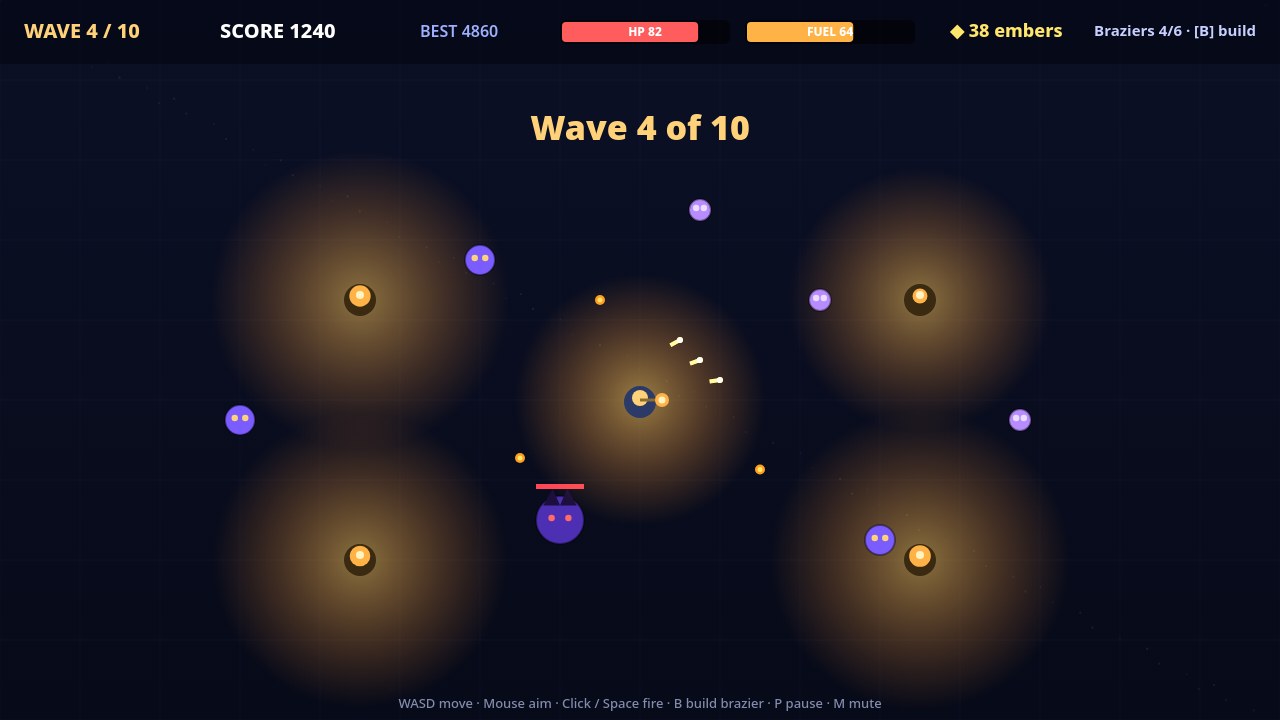 WAVE 4 / 10 SCORE 1240 BEST 4860 HP 82 FUEL 64 ◆ 38 embers Braziers 4/6 · [B] build
Wave 4 of 10
WASD move · Mouse aim · Click / Space fire · B build brazier · P pause · M mute